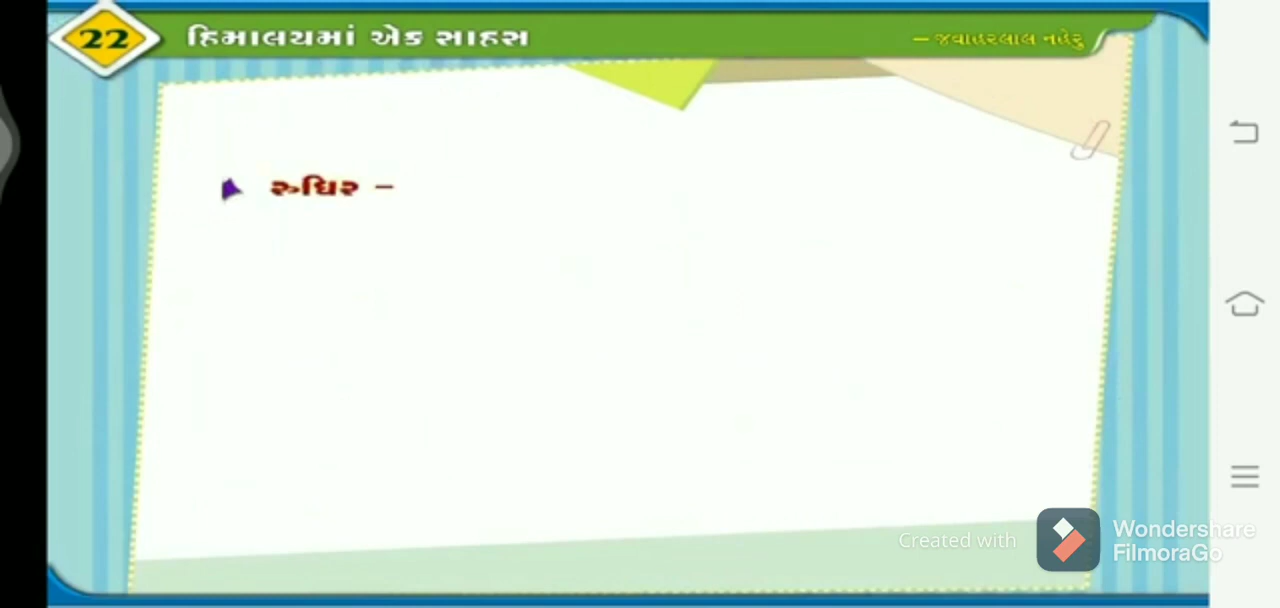 22 હિમાલયમાં એક સાહસ – જવાહરલાલ નહેરુ
રુધિર –
Created with Wondershare FilmoraGo